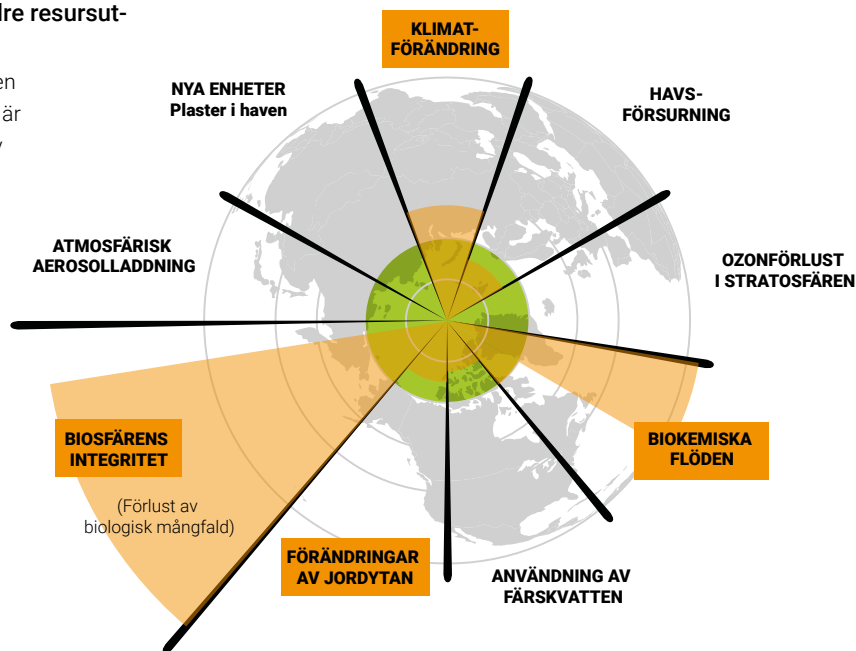 dre resursut-
en
är
KLIMAT-
FÖRÄNDRING
NYA ENHETER
Plaster i haven
HAVS-
FÖRSURNING
ATMOSFÄRISK
AEROSOLLADDNING
OZONFÖRLUST
I STRATOSFÄREN
BIOSFÄRENS
INTEGRITET
(Förlust av
biologisk mångfald)
BIOKEMISKA
FLÖDEN
FÖRÄNDRINGAR
AV JORDYTAN
ANVÄNDNING AV
FÄRSKVATTEN